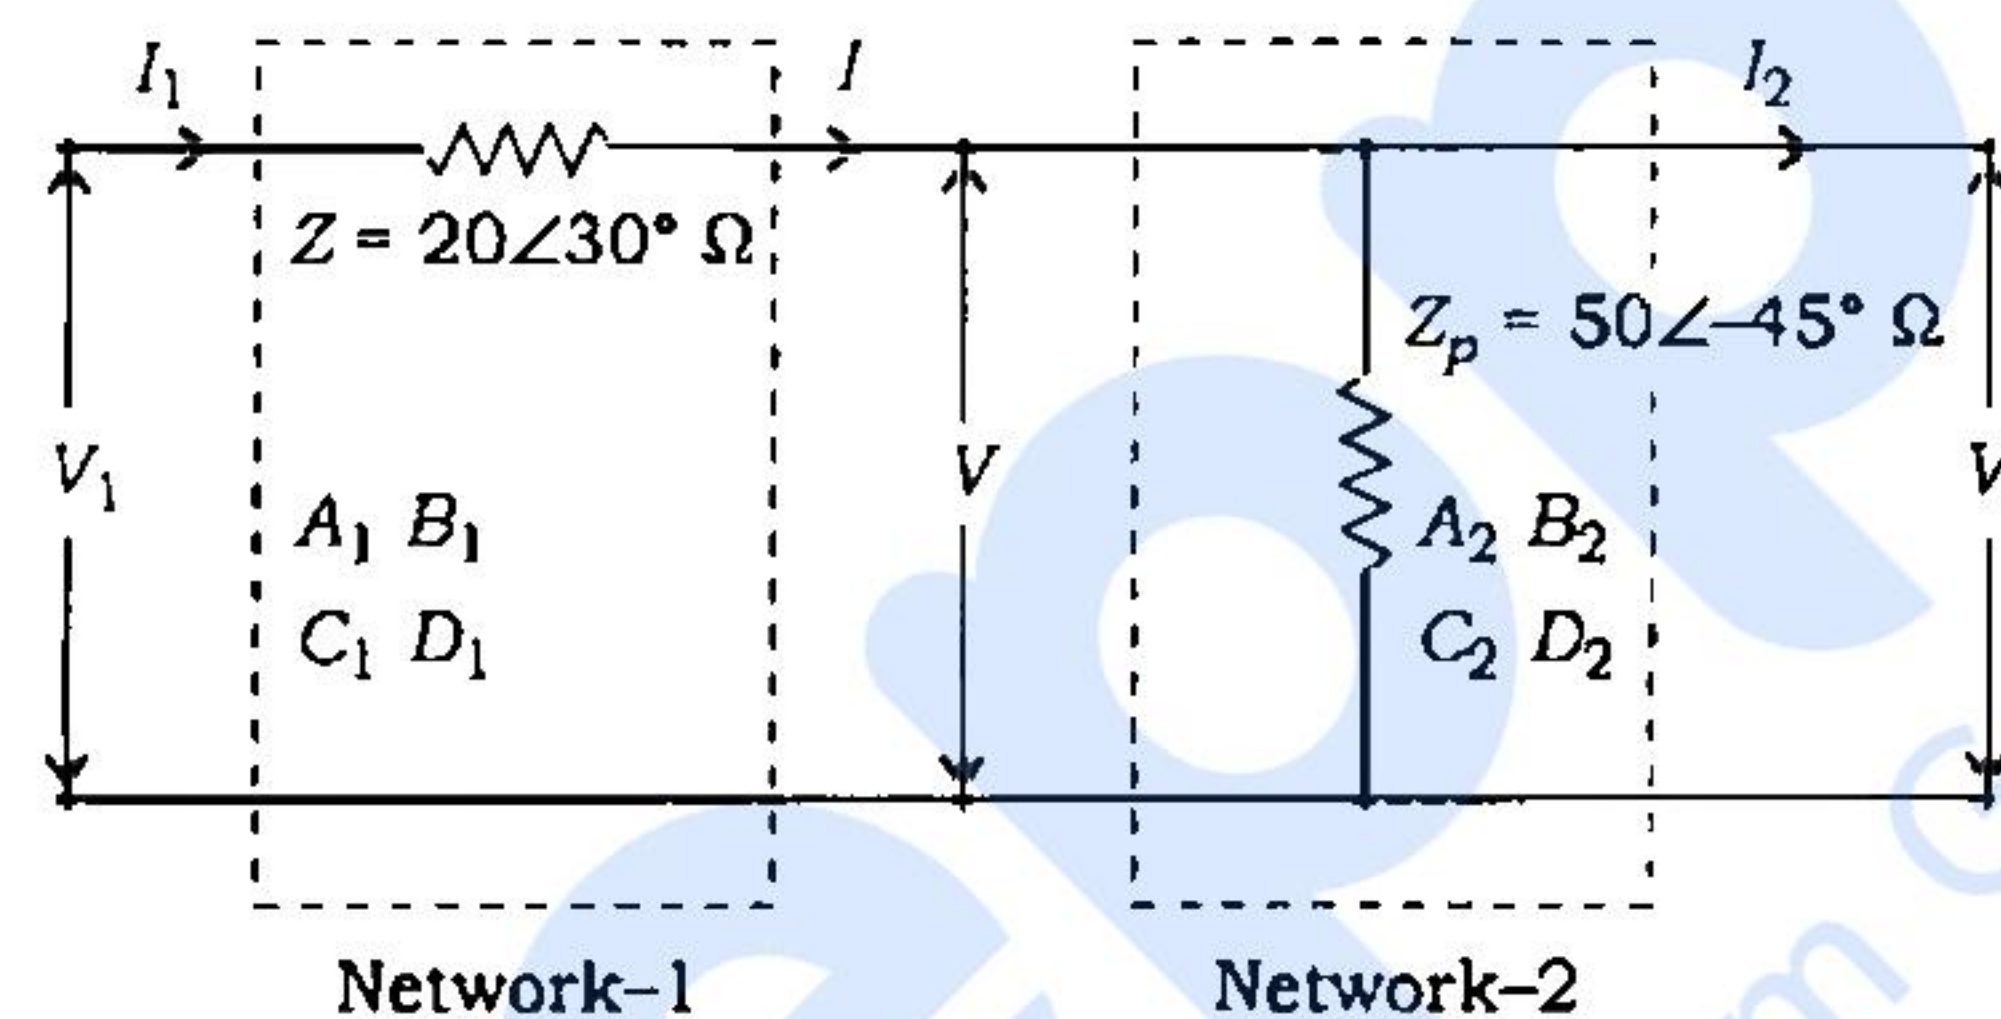 I₁ I I₂
Z = 20∠30° Ω
Zₚ = 50∠–45° Ω
V₁ V V
A₁ B₁ A₂ B₂
C₁ D₁ C₂ D₂
Network–1 Network–2